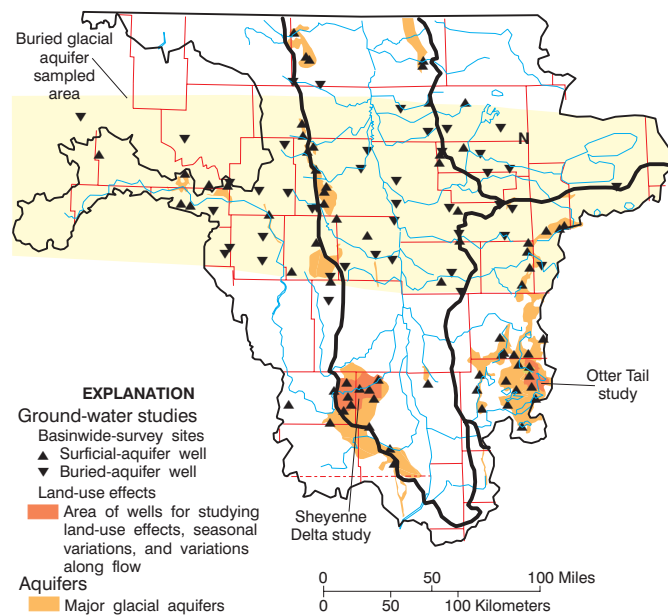 Buried glacial
aquifer
sampled
area
N
Otter Tail
study
Sheyenne
Delta study
EXPLANATION
Ground-water studies
Basinwide-survey sites
Surficial-aquifer well
Buried-aquifer well
Land-use effects
Area of wells for studying
land-use effects, seasonal
variations, and variations
along flow
Aquifers
Major glacial aquifers
0 50 100 Miles
0 50 100 Kilometers